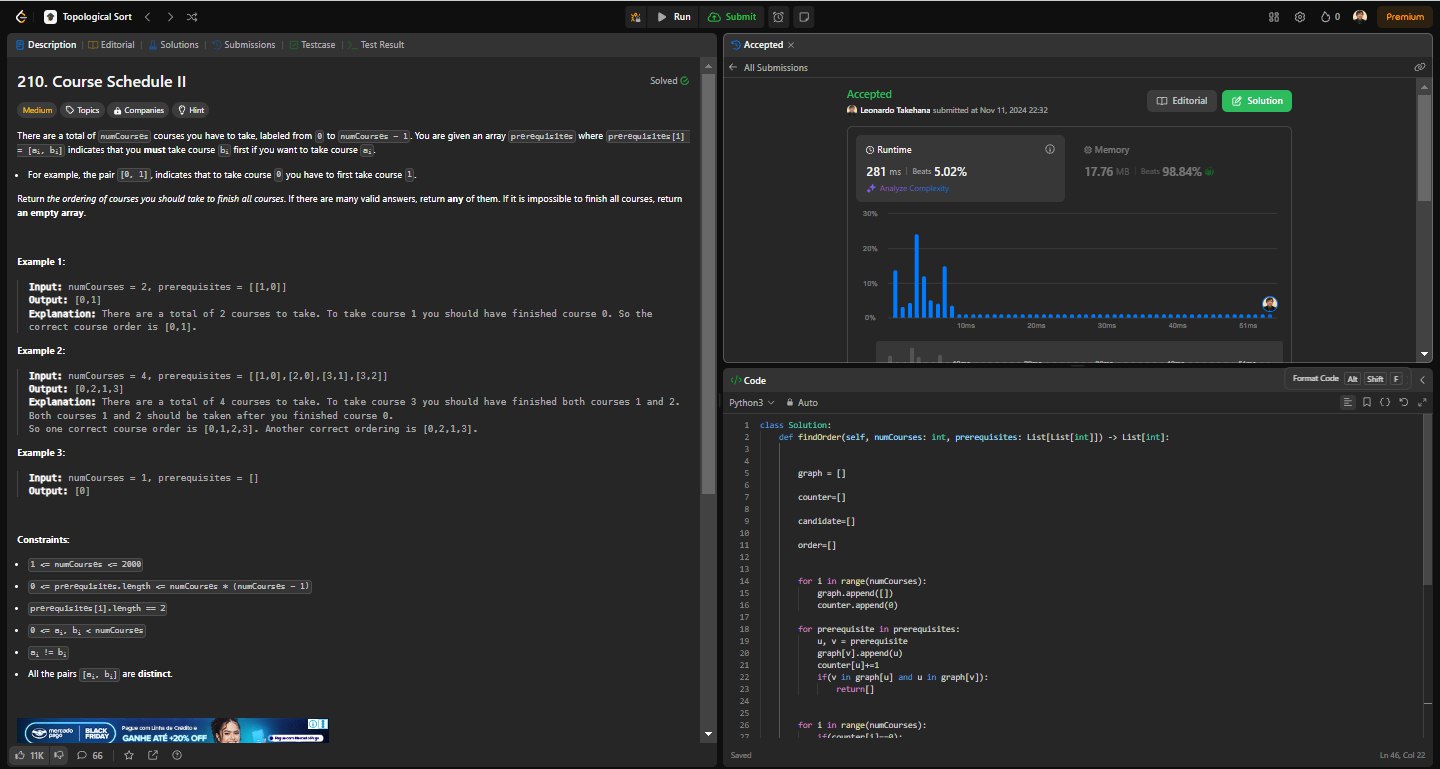 Topological Sort
Run
Submit
0
Premium
Description
Editorial
Solutions
Submissions
Testcase
Test Result
210. Course Schedule II
Solved
Medium
Topics
Companies
Hint
There are a total of numCourses courses you have to take, labeled from 0 to numCourses - 1. You are given an array prerequisites where prerequisites[i]
= [aᵢ, bᵢ] indicates that you must take course bᵢ first if you want to take course aᵢ.
• For example, the pair [0, 1], indicates that to take course 0 you have to first take course 1.
Return the ordering of courses you should take to finish all courses. If there are many valid answers, return any of them. If it is impossible to finish all courses, return
an empty array.
Example 1:
Input: numCourses = 2, prerequisites = [[1,0]]
Output: [0,1]
Explanation: There are a total of 2 courses to take. To take course 1 you should have finished course 0. So the
correct course order is [0,1].
Example 2:
Input: numCourses = 4, prerequisites = [[1,0],[2,0],[3,1],[3,2]]
Output: [0,2,1,3]
Explanation: There are a total of 4 courses to take. To take course 3 you should have finished both courses 1 and 2.
Both courses 1 and 2 should be taken after you finished course 0.
So one correct course order is [0,1,2,3]. Another correct ordering is [0,2,1,3].
Example 3:
Input: numCourses = 1, prerequisites = []
Output: [0]
Constraints:
• 1 <= numCourses <= 2000
• 0 <= prerequisites.length <= numCourses * (numCourses - 1)
• prerequisites[i].length == 2
• 0 <= aᵢ, bᵢ < numCourses
• aᵢ != bᵢ
• All the pairs [aᵢ, bᵢ] are distinct.
mercado pago
BLACK FRIDAY
Pague com Linha de Crédito e
GANHE ATÉ +20% OFF
11K
66
Accepted
All Submissions
Accepted
Leonardo Takehana submitted at Nov 11, 2024 22:32
Editorial
Solution
Runtime
281 ms | Beats 5.02%
Analyze Complexity
Memory
17.76 MB | Beats 98.84%
30%
20%
10%
0%
10ms
20ms
30ms
40ms
51ms
Code
Format Code Alt Shift F
Python3
Auto
1 class Solution:
2 def findOrder(self, numCourses: int, prerequisites: List[List[int]]) -> List[int]:
3
4
5 graph = []
6
7 counter=[]
8
9 candidate=[]
10
11 order=[]
12
13
14 for i in range(numCourses):
15 graph.append([])
16 counter.append(0)
17
18 for prerequisite in prerequisites:
19 u, v = prerequisite
20 graph[v].append(u)
21 counter[u]+=1
22 if(v in graph[u] and u in graph[v]):
23 return[]
24
25
26 for i in range(numCourses):
27 if(counter[i]==0):
Saved
Ln 46, Col 22